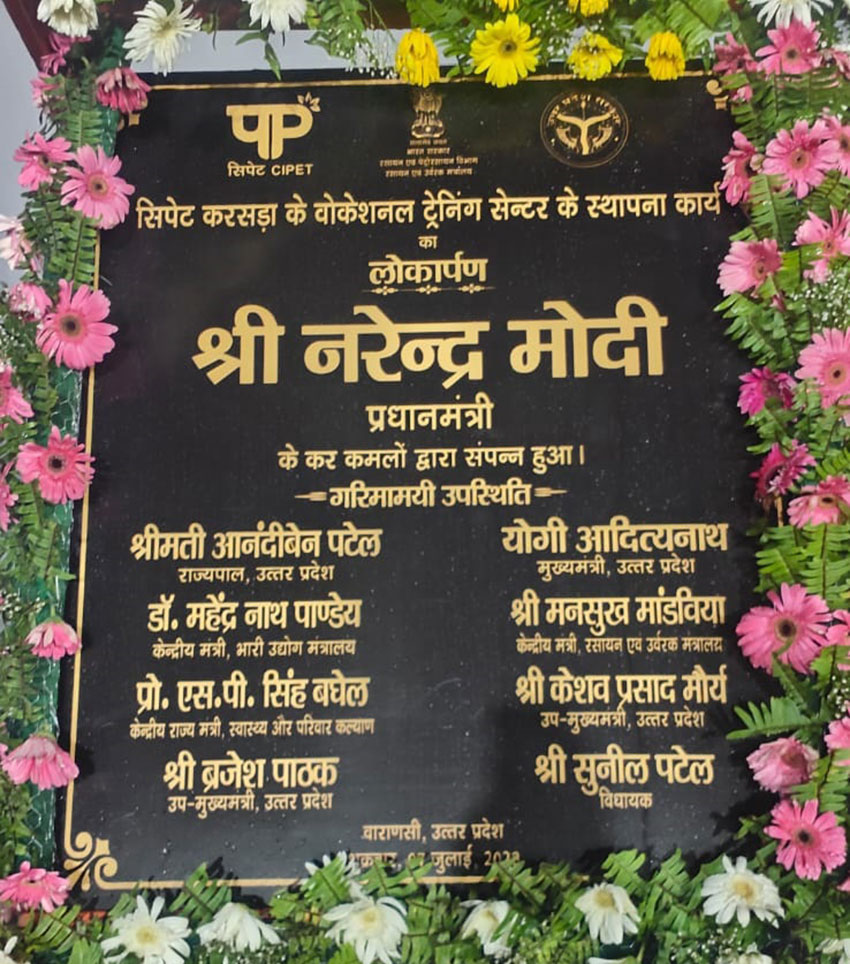 सिपेट CIPET
सत्यमेव जयते
भारत सरकार
रसायन एवं पेट्रोरसायन विभाग
रसायन एवं उर्वरक मंत्रालय
सिपेट करसड़ा के वोकेशनल ट्रेनिंग सेन्टर के स्थापना कार्य
का
लोकार्पण
श्री नरेन्द्र मोदी
प्रधानमंत्री
के कर कमलों द्वारा संपन्न हुआ।
गरिमामयी उपस्थिति
श्रीमती आनंदीबेन पटेल
राज्यपाल, उत्तर प्रदेश
योगी आदित्यनाथ
मुख्यमंत्री, उत्तर प्रदेश
डॉ. महेंद्र नाथ पाण्डेय
केन्द्रीय मंत्री, भारी उद्योग मंत्रालय
श्री मनसुख मांडविया
केन्द्रीय मंत्री, रसायन एवं उर्वरक मंत्रालय
प्रो. एस.पी. सिंह बघेल
केन्द्रीय राज्य मंत्री, स्वास्थ्य और परिवार कल्याण
श्री केशव प्रसाद मौर्य
उप-मुख्यमंत्री, उत्तर प्रदेश
श्री ब्रजेश पाठक
उप-मुख्यमंत्री, उत्तर प्रदेश
श्री सुनील पटेल
विधायक
वाराणसी, उत्तर प्रदेश
07 जुलाई,